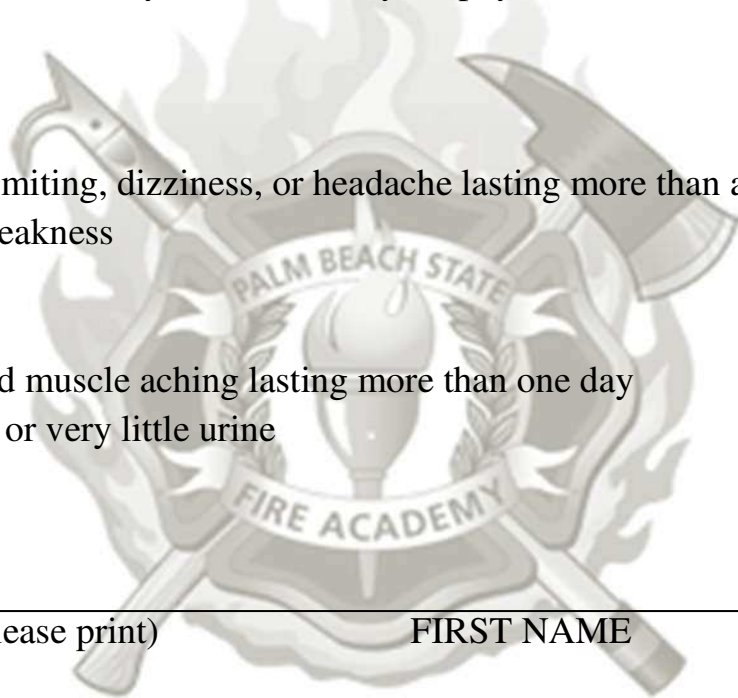 miting, dizziness, or headache lasting more than a
eakness
PALM BEACH STATE
d muscle aching lasting more than one day
or very little urine
FIRE ACADEMY
lease print) FIRST NAME